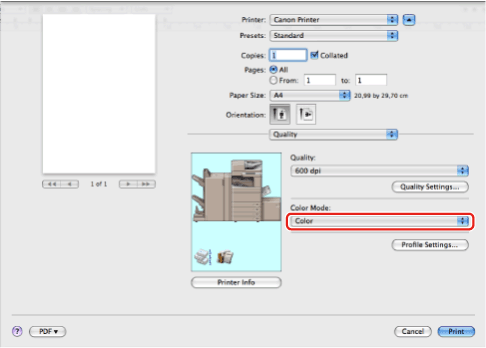 Printer: Canon Printer
Presets: Standard
Copies: 1 Collated
Pages: All
From: 1 to: 1
Paper Size: A4 20,99 by 29,70 cm
Orientation:
Quality
Quality:
600 dpi
Quality Settings...
1 of 1
Color Mode:
Color
Profile Settings...
Printer Info
? PDF ▾ Cancel Print